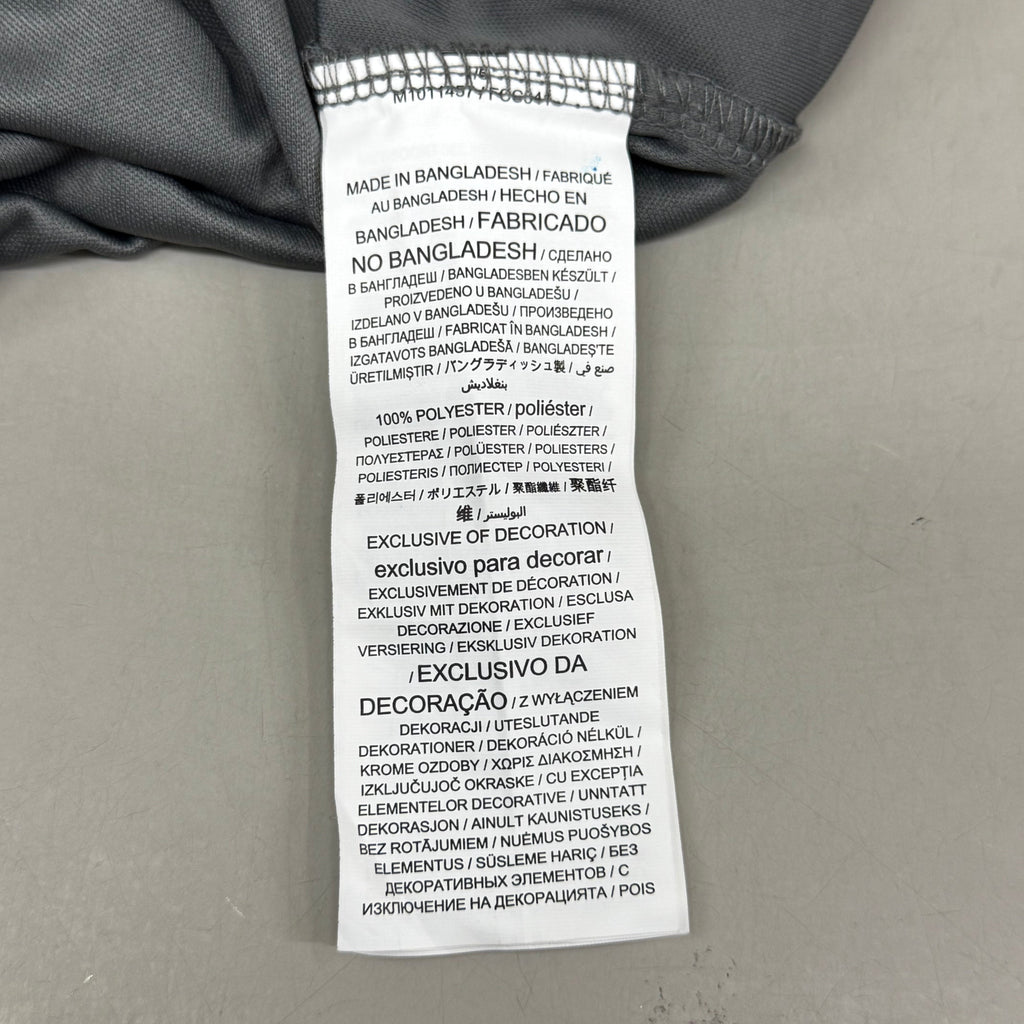 MADE IN BANGLADESH / FABRIQUÉ
AU BANGLADESH / HECHO EN
BANGLADESH / FABRICADO
NO BANGLADESH / СДЕЛАНО
В БАНГЛАДЕШ / BANGLADESBEN KÉSZÜLT /
PROIZVEDENO U BANGLADEŠU /
IZDELANO V BANGLADEŠU / ПРОИЗВЕДЕНО
В БАНГЛАДЕШ / FABRICAT ÎN BANGLADESH /
IZGATAVOTS BANGLADEŠĀ / BANGLADEŞ'TE
ÜRETILMIŞTIR / バングラディッシュ製 / صنع في
بنغلاديش
100% POLYESTER / poliéster /
POLIESTERE / POLIESTER / POLIÉSZTER /
ΠΟΛΥΕΣΤΕΡΑΣ / POLÜESTER / POLIESTERS /
POLIESTERIS / ПОЛИЕСТЕР / POLYESTERI /
폴리에스터 / ポリエステル / 聚酯纖維 / 聚酯纤
维 / البوليستر
EXCLUSIVE OF DECORATION /
exclusivo para decorar /
EXCLUSIVEMENT DE DÉCORATION /
EXKLUSIV MIT DEKORATION / ESCLUSA
DECORAZIONE / EXCLUSIEF
VERSIERING / EKSKLUSIV DEKORATION
/ EXCLUSIVO DA
DECORAÇÃO / Z WYŁĄCZENIEM
DEKORACJI / UTESLUTANDE
DEKORATIONER / DEKORÁCIÓ NÉLKÜL /
KROME OZDOBY / ΧΩΡΙΣ ΔΙΑΚΟΣΜΗΣΗ /
IZKLJUČUJOČ OKRASKE / CU EXCEPŢIA
ELEMENTELOR DECORATIVE / UNNTATT
DEKORASJON / AINULT KAUNISTUSEKS /
BEZ ROTĀJUMIEM / NUĖMUS PUOŠYBOS
ELEMENTUS / SÜSLEME HARIÇ / БЕЗ
ДЕКОРАТИВНЫХ ЭЛЕМЕНТОВ / С
ИЗКЛЮЧЕНИЕ НА ДЕКОРАЦИЯТА / POIS